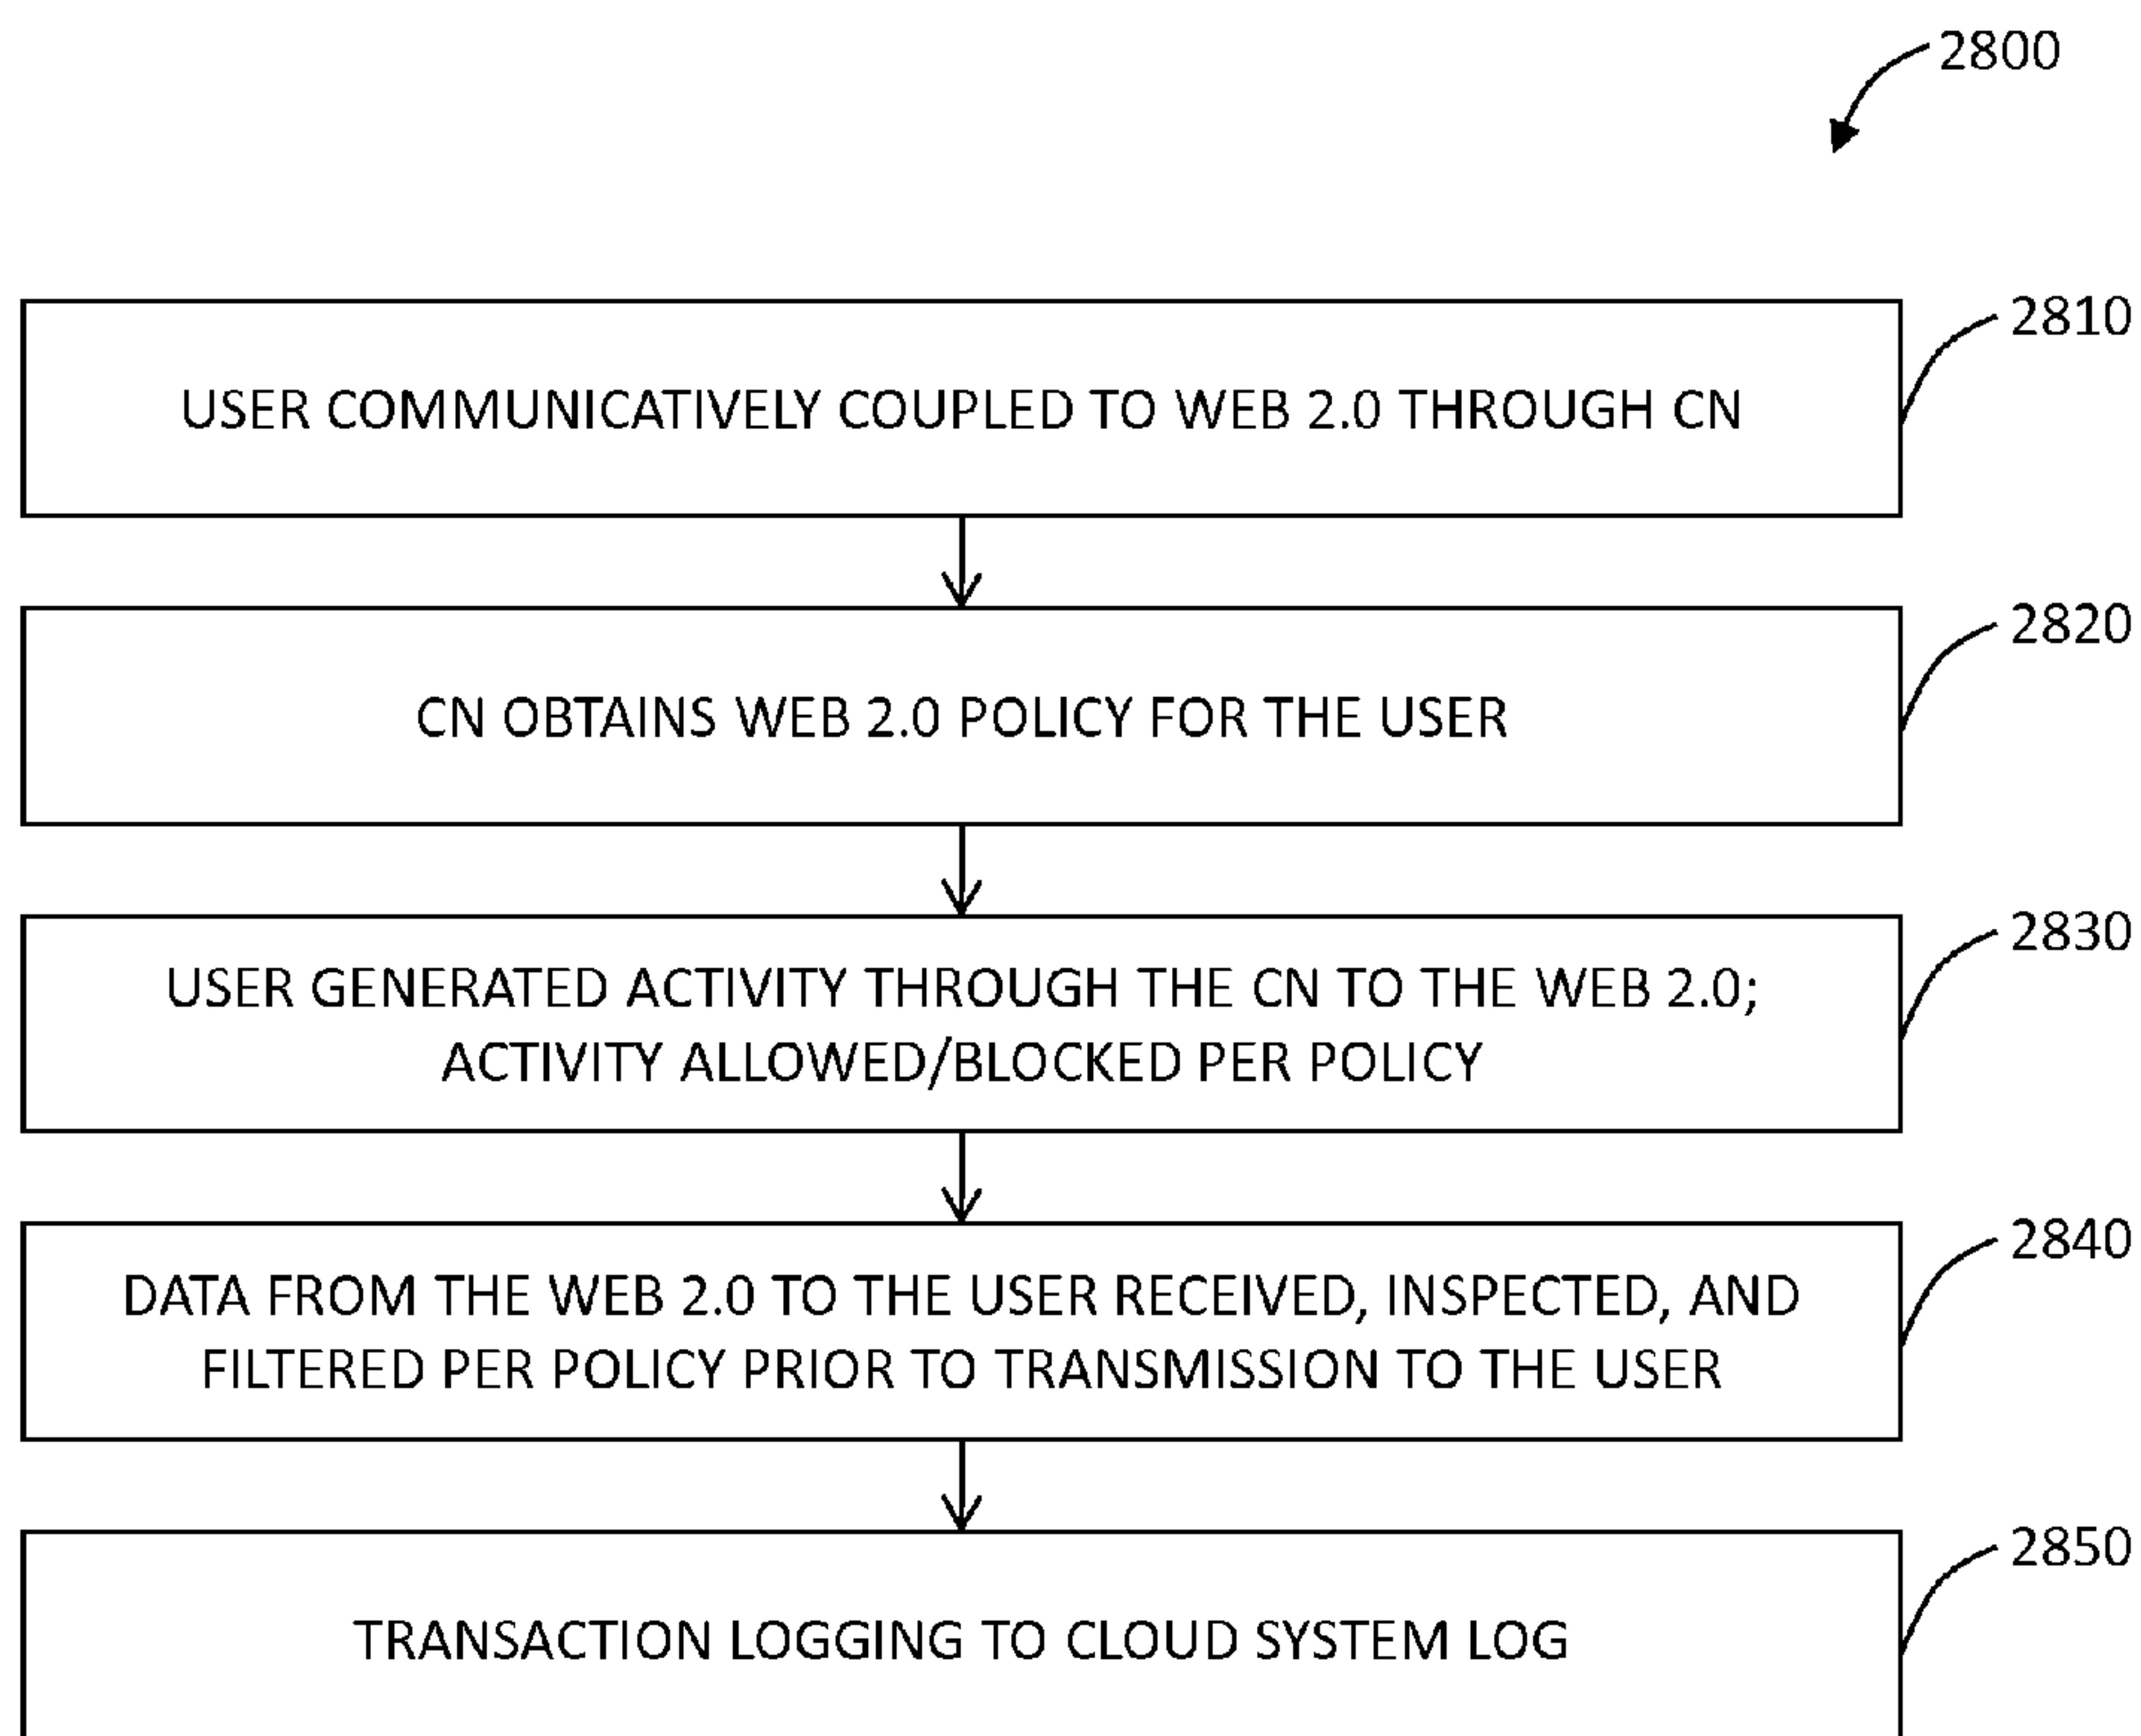 2800
2810
USER COMMUNICATIVELY COUPLED TO WEB 2.0 THROUGH CN
2820
CN OBTAINS WEB 2.0 POLICY FOR THE USER
2830
USER GENERATED ACTIVITY THROUGH THE CN TO THE WEB 2.0;
ACTIVITY ALLOWED/BLOCKED PER POLICY
2840
DATA FROM THE WEB 2.0 TO THE USER RECEIVED, INSPECTED, AND
FILTERED PER POLICY PRIOR TO TRANSMISSION TO THE USER
2850
TRANSACTION LOGGING TO CLOUD SYSTEM LOG